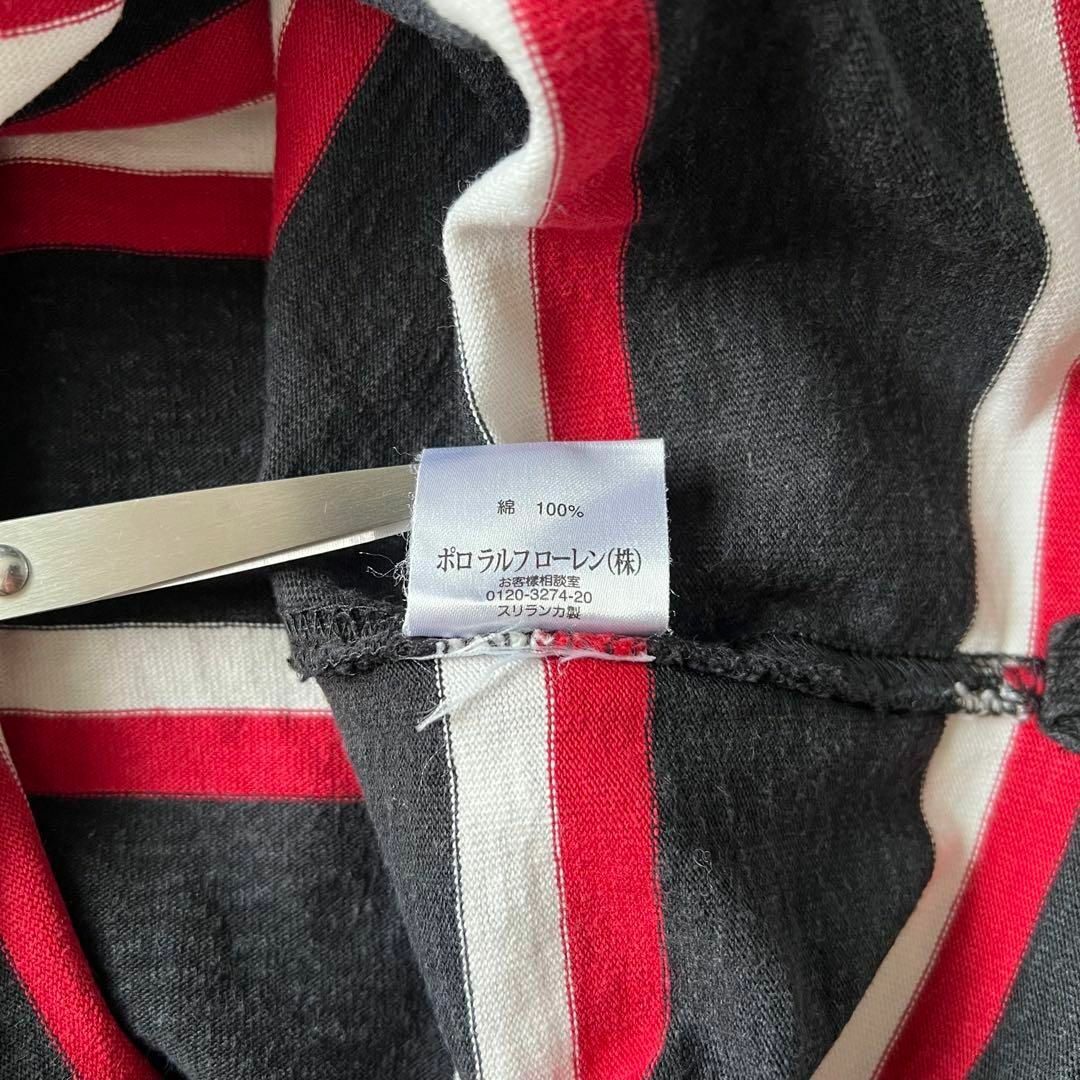 綿 100%
ポロ ラルフ ローレン(株)
お客様相談室
0120-3274-20
スリランカ製